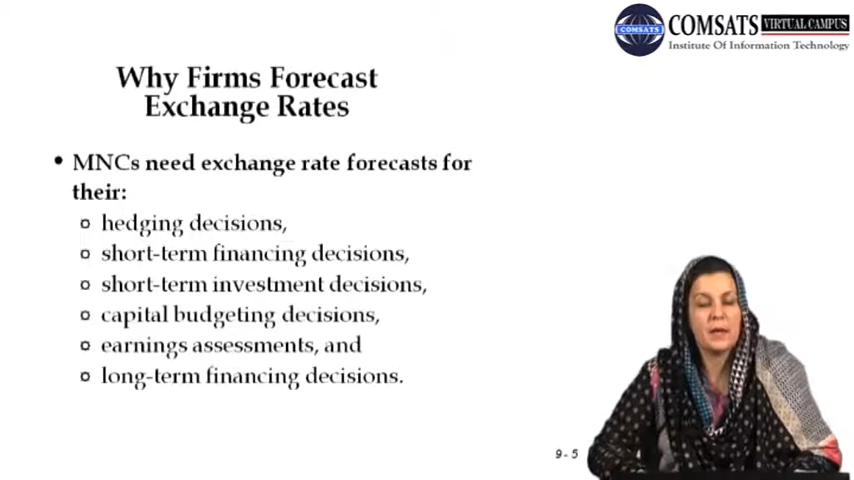 COMSATS
COMSATS VIRTUAL CAMPUS
Institute Of Information Technology
Why Firms Forecast
Exchange Rates
• MNCs need exchange rate forecasts for
their:
o hedging decisions,
o short-term financing decisions,
o short-term investment decisions,
o capital budgeting decisions,
o earnings assessments, and
o long-term financing decisions.
9 - 5